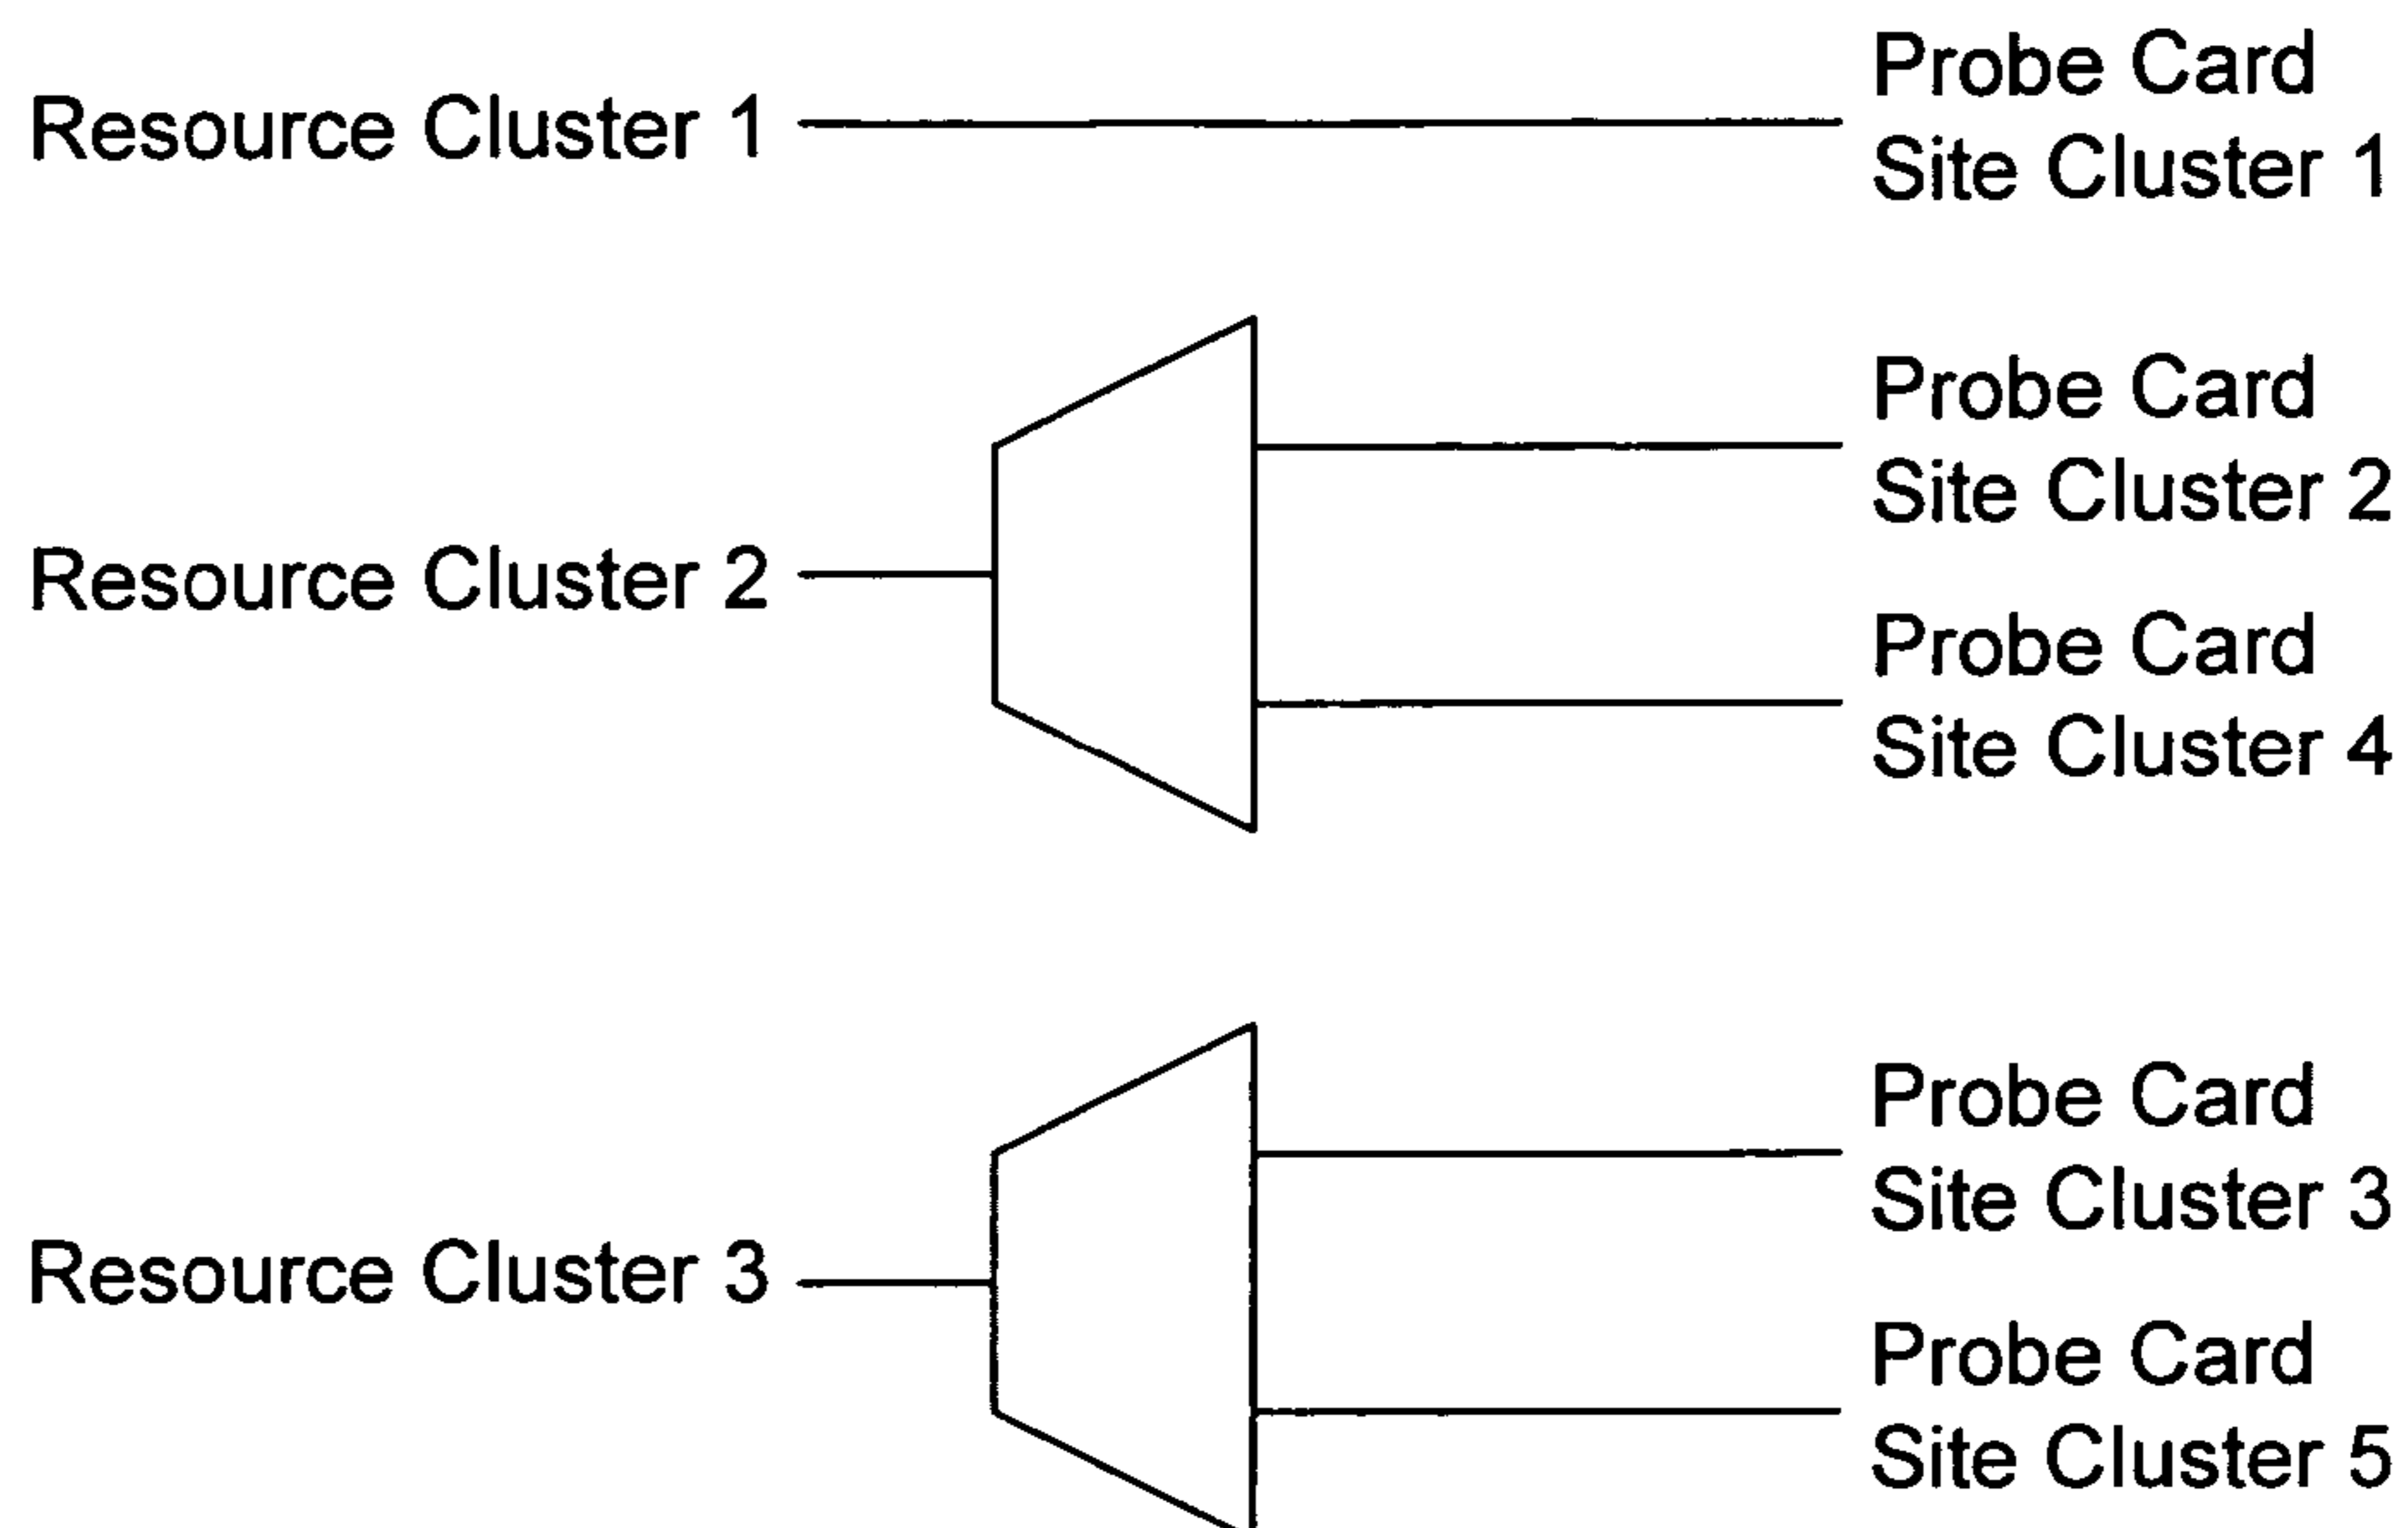 Probe Card
Resource Cluster 1
Site Cluster 1
Probe Card
Site Cluster 2
Resource Cluster 2
Probe Card
Site Cluster 4
Probe Card
Site Cluster 3
Resource Cluster 3
Probe Card
Site Cluster 5